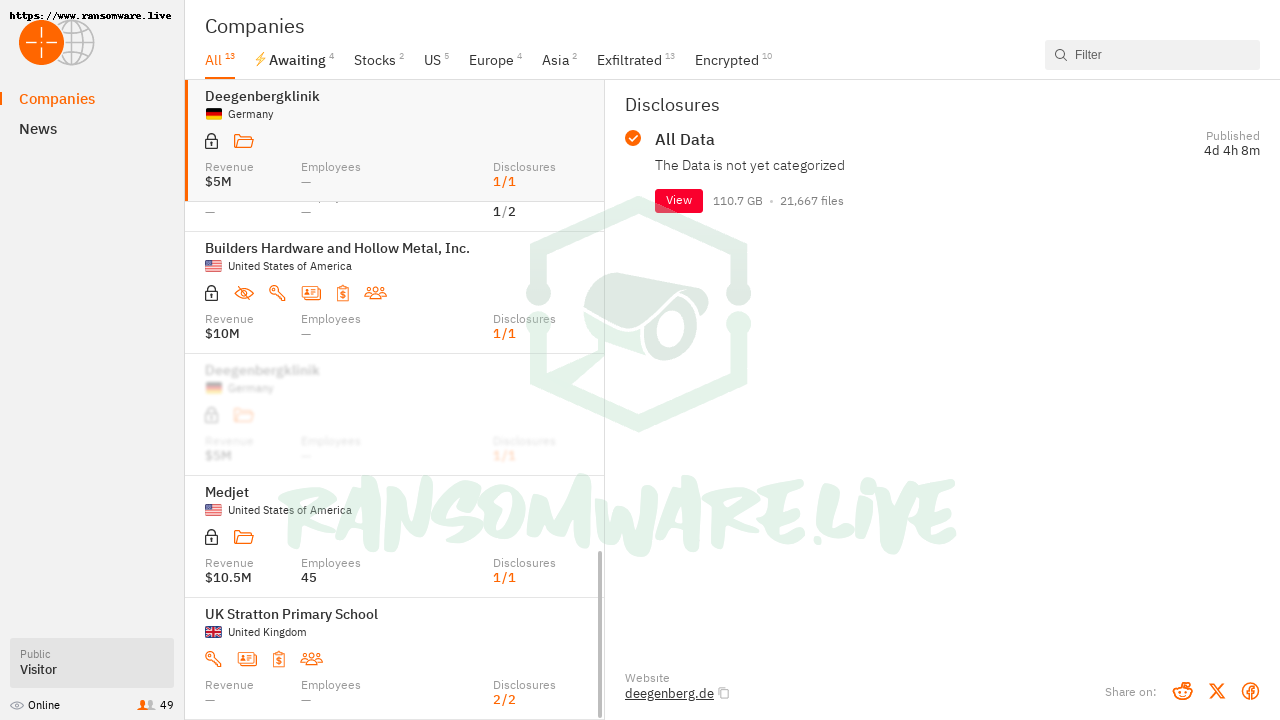 https://www.ransomware.live
Companies
News
Public
Visitor
Online
49
Companies
All 13
Awaiting 4
Stocks 2
US 5
Europe 4
Asia 2
Exfiltrated 13
Encrypted 10
Filter
Deegenbergklinik
Germany
Revenue Employees Disclosures
$5M — 1/1
— — 1/2
Builders Hardware and Hollow Metal, Inc.
United States of America
Revenue Employees Disclosures
$10M — 1/1
Deegenbergklinik
Germany
Revenue Employees Disclosures
$5M — 1/1
Medjet
United States of America
Revenue Employees Disclosures
$10.5M 45 1/1
UK Stratton Primary School
United Kingdom
Revenue Employees Disclosures
— — 2/2
Disclosures
All Data
The Data is not yet categorized
Published
4d 4h 8m
View 110.7 GB • 21,667 files
RANSOMWARE.LIVE
Website
deegenberg.de
Share on: